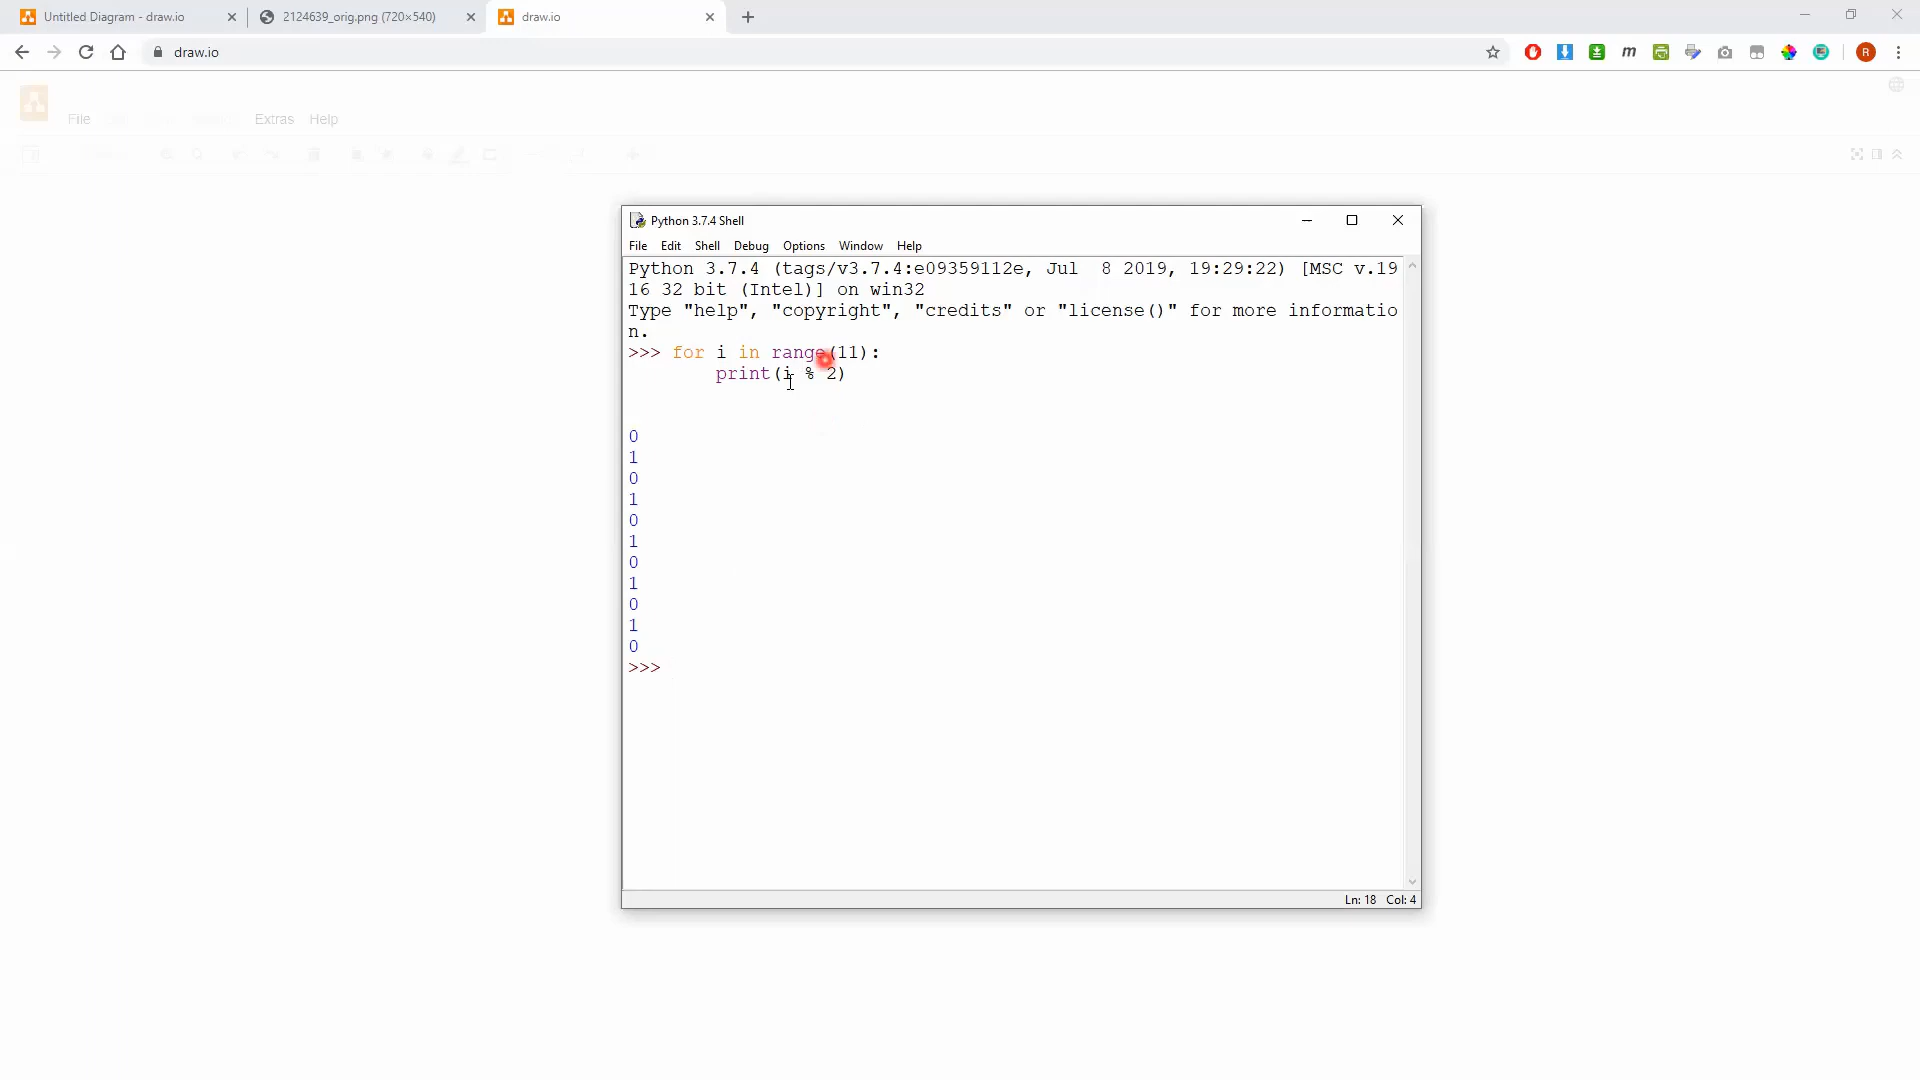 Untitled Diagram - draw.io
2124639_orig.png (720×540)
draw.io
draw.io
R
File
Extras
Help
Python 3.7.4 Shell
File Edit Shell Debug Options Window Help
Python 3.7.4 (tags/v3.7.4:e09359112e, Jul  8 2019, 19:29:22) [MSC v.19
16 32 bit (Intel)] on win32
Type "help", "copyright", "credits" or "license()" for more informatio
n.
>>> for i in range(11):
        print(i % 2)
0
1
0
1
0
1
0
1
0
1
0
>>>
Ln: 18 Col: 4